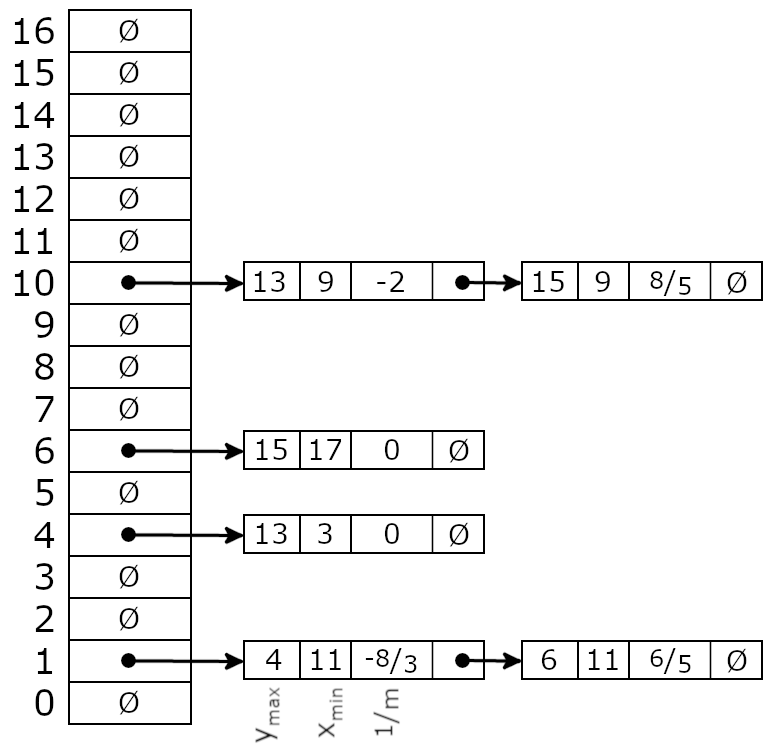 16 Ø
15 Ø
14 Ø
13 Ø
12 Ø
11 Ø
10 13 9 -2 15 9 8/5 Ø
9 Ø
8 Ø
7 Ø
6 15 17 0 Ø
5 Ø
4 13 3 0 Ø
3 Ø
2 Ø
1 4 11 -8/3 6 11 6/5 Ø
0 Ø
ymax
xmin
1/m